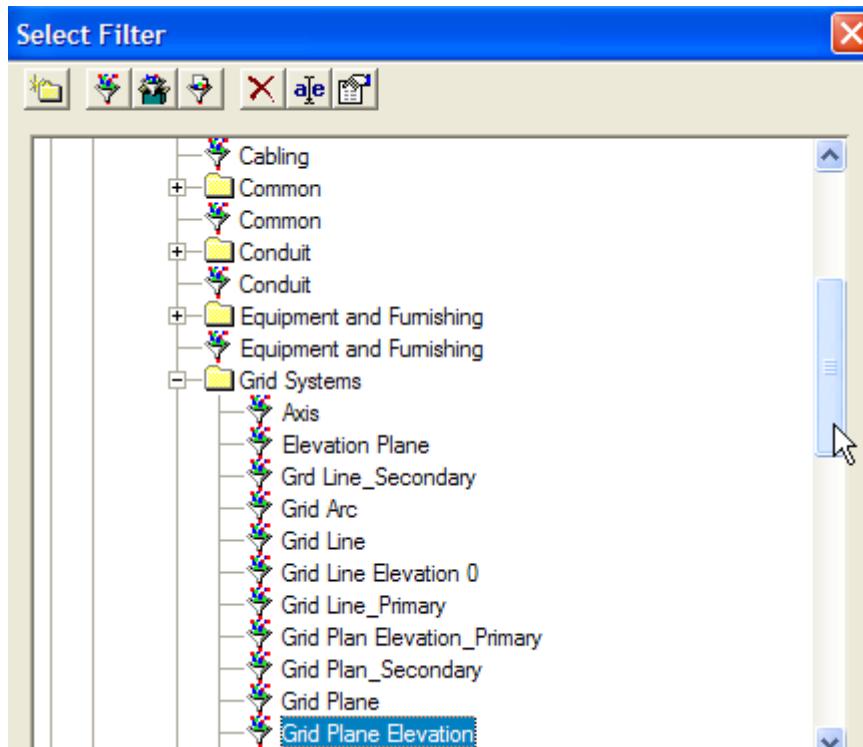 Select Filter
a e
Cabling
Common
Common
Conduit
Conduit
Equipment and Furnishing
Equipment and Furnishing
Grid Systems
Axis
Elevation Plane
Grd Line_Secondary
Grid Arc
Grid Line
Grid Line Elevation 0
Grid Line_Primary
Grid Plan Elevation_Primary
Grid Plan_Secondary
Grid Plane
Grid Plane Elevation